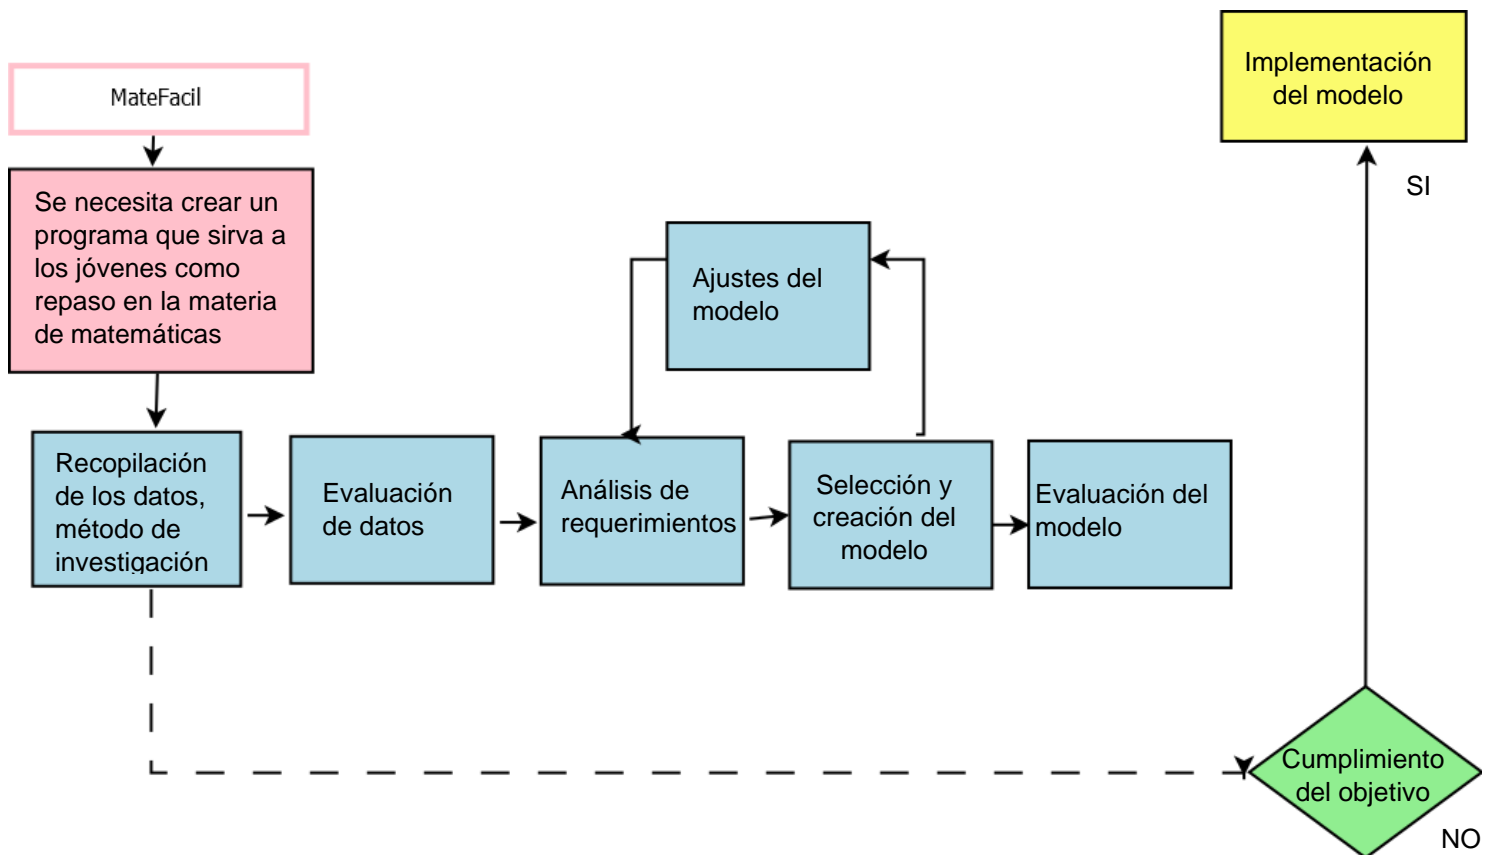 MateFacil
Se necesita crear un
programa que sirva a
los jóvenes como
repaso en la materia
de matemáticas
Recopilación
de los datos,
método de
investigación
Evaluación
de datos
Análisis de
requerimientos
Ajustes del
modelo
Selección y
creación del
modelo
Evaluación del
modelo
Implementación
del modelo
SI
Cumplimiento
del objetivo
NO